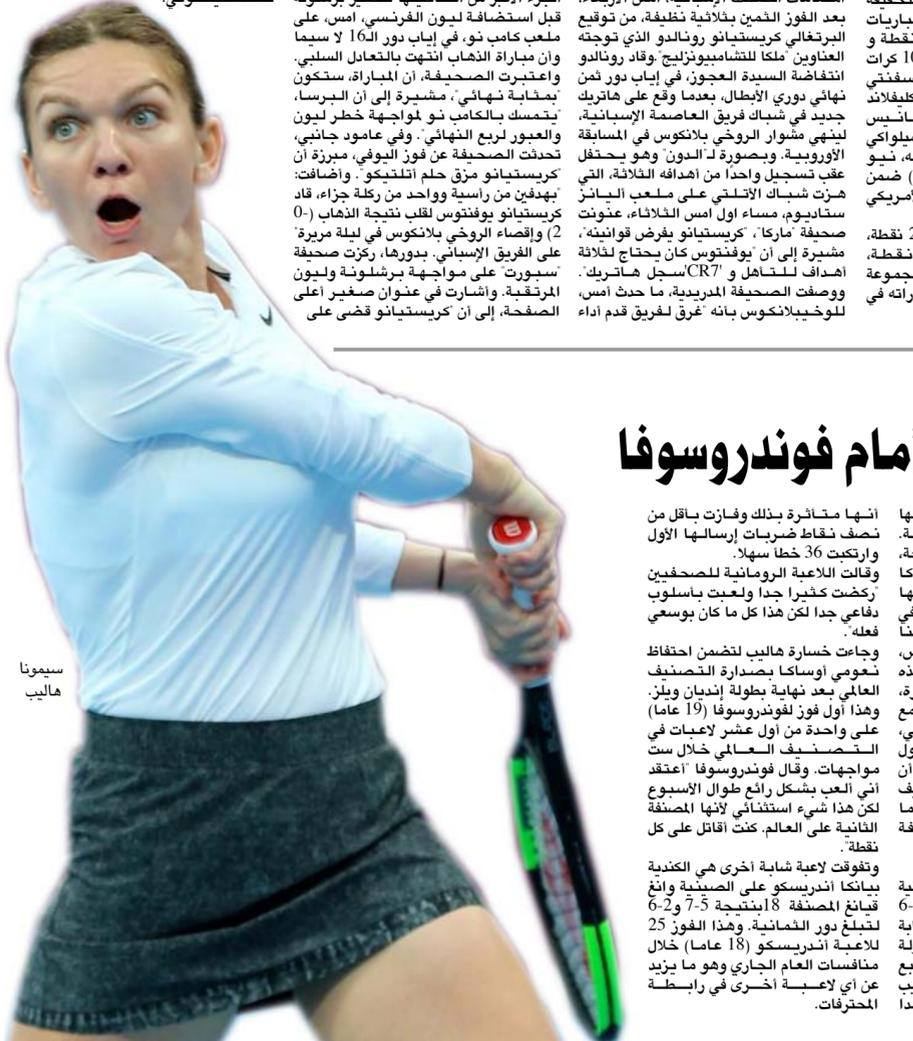 بعد الفوز الثمين بثلاثية نظيفة، من توقيع
البرتغالي كريستيانو رونالدو الذي توجته
العناوين "ملكا للتشامبيونزليج". وقاد رونالدو
انتفاضة السيدة العجوز، في إياب دور ثمن
نهائي دوري الأبطال، بعدما وقع على هاتريك
جديد في شباك فريق العاصمة الإسبانية،
لينهي مشوار الروخي بلانكوس في المسابقة
الأوروبية. وبصورة لـ"الدون" وهو يحتفل
عقب تسجيل واحداً من أهدافه الثلاثة، التي
هزت شباك الأتلتي على ملعب أليانز
ستاديوم، مساء اول امس الثلاثاء، عنونت
صحيفة "ماركا"، "كريستيانو يفرض قوانينه"،
مشيرة إلى أن "يوفنتوس كان يحتاج لثلاثة
أهداف للتأهل و 'CR7'سجل هاتريك".
ووصفت الصحيفة المدريدية، ما حدث أمس،
للوخيبلانكوس بأنه "غرق لفريق قدم أداء
قبل استضافة ليون الفرنسي، امس، على
ملعب كامب نو، في إياب دور الـ16 لا سيما
وأن مباراة الذهاب انتهت بالتعادل السلبي.
واعتبرت الصحيفة، أن المباراة، ستكون
"بمثابة نهائي"، مشيرة إلى أن البرسا،
"يتمسك بالكامب نو لمواجهة خطر ليون
والعبور لربع النهائي". وفي عامود جانبي،
تحدثت الصحيفة عن فوز اليوفي، مبرزة أن
"كريستيانو مزق حلم أتلتيكو". وأضافت:
"بهدفين من رأسية وواحد من ركلة جزاء، قاد
كريستيانو يوفنتوس لقلب نتيجة الذهاب (-0
2) وإقصاء الروخي بلانكوس في ليلة مريرة"
على الفريق الإسباني. بدورها، ركزت صحيفة
"سبورت" على مواجهة برشلونة وليون
المرتقبة. وأشارت في عنوان صغير أعلى
الصفحة، إلى أن "كريستيانو قضى على
أمام فوندروسوفا
أنها متأثرة بذلك وفازت بأقل من
نصف نقاط ضربات إرسالها الأول
وارتكبت 36 خطأ سهلا.
وقالت اللاعبة الرومانية للصحفيين
"ركضت كثيرا جدا ولعبت بأسلوب
دفاعي جدا لكن هذا كل ما كان بوسعي
فعله".
وجاءت خسارة هاليب لتضمن احتفاظ
نعومي أوساكا بصدارة التصنيف
العالمي بعد نهاية بطولة إنديان ويلز.
وهذا أول فوز لفوندروسوفا (19 عاما)
على واحدة من أول عشر لاعبات في
التصنيف العالمي خلال ست
مواجهات. وقال فوندروسوفا "أعتقد
أني ألعب بشكل رائع طوال الأسبوع
لكن هذا شيء استثنائي لأنها المصنفة
الثانية على العالم. كنت أقاتل على كل
نقطة".
وتفوقت لاعبة شابة أخرى هي الكندية
بيانكا أندريسكو على الصينية وانغ
قيانغ المصنفة 18بنتيجة 5-7 و2-6
لتبلغ دور الثمانية. وهذا الفوز 25
للاعبة أندريسكو (18 عاما) خلال
منافسات العام الجاري وهو ما يزيد
عن أي لاعبة أخرى في رابطة
المحترفات.
سيمونا
هاليب